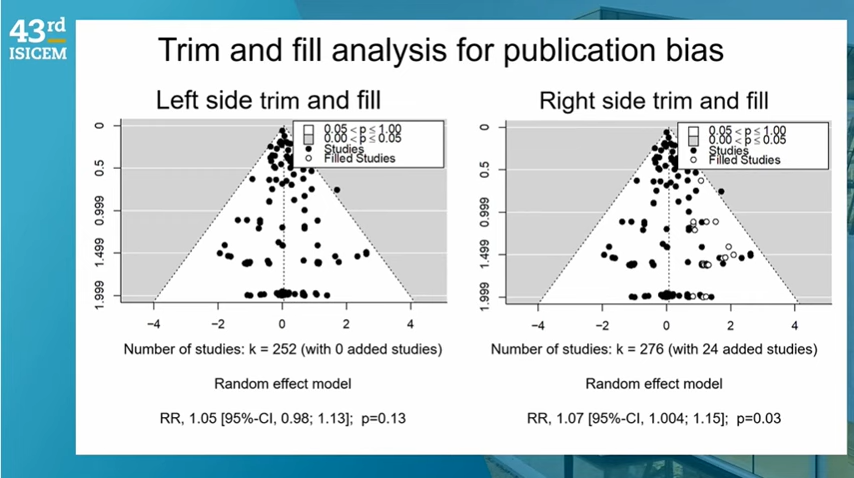 43rd
ISICEM
Trim and fill analysis for publication bias
Left side trim and fill
0.05 < p ≤ 1.00
0.00 < p ≤ 0.05
Studies
Filled Studies
0
0.5
0.999
1.499
1.999
−4
−2
0
2
4
Number of studies: k = 252 (with 0 added studies)
Random effect model
RR, 1.05 [95%-CI, 0.98; 1.13]; p=0.13
Right side trim and fill
0.05 < p ≤ 1.00
0.00 < p ≤ 0.05
Studies
Filled Studies
0
0.5
0.999
1.499
1.999
−4
−2
0
2
4
Number of studies: k = 276 (with 24 added studies)
Random effect model
RR, 1.07 [95%-CI, 1.004; 1.15]; p=0.03